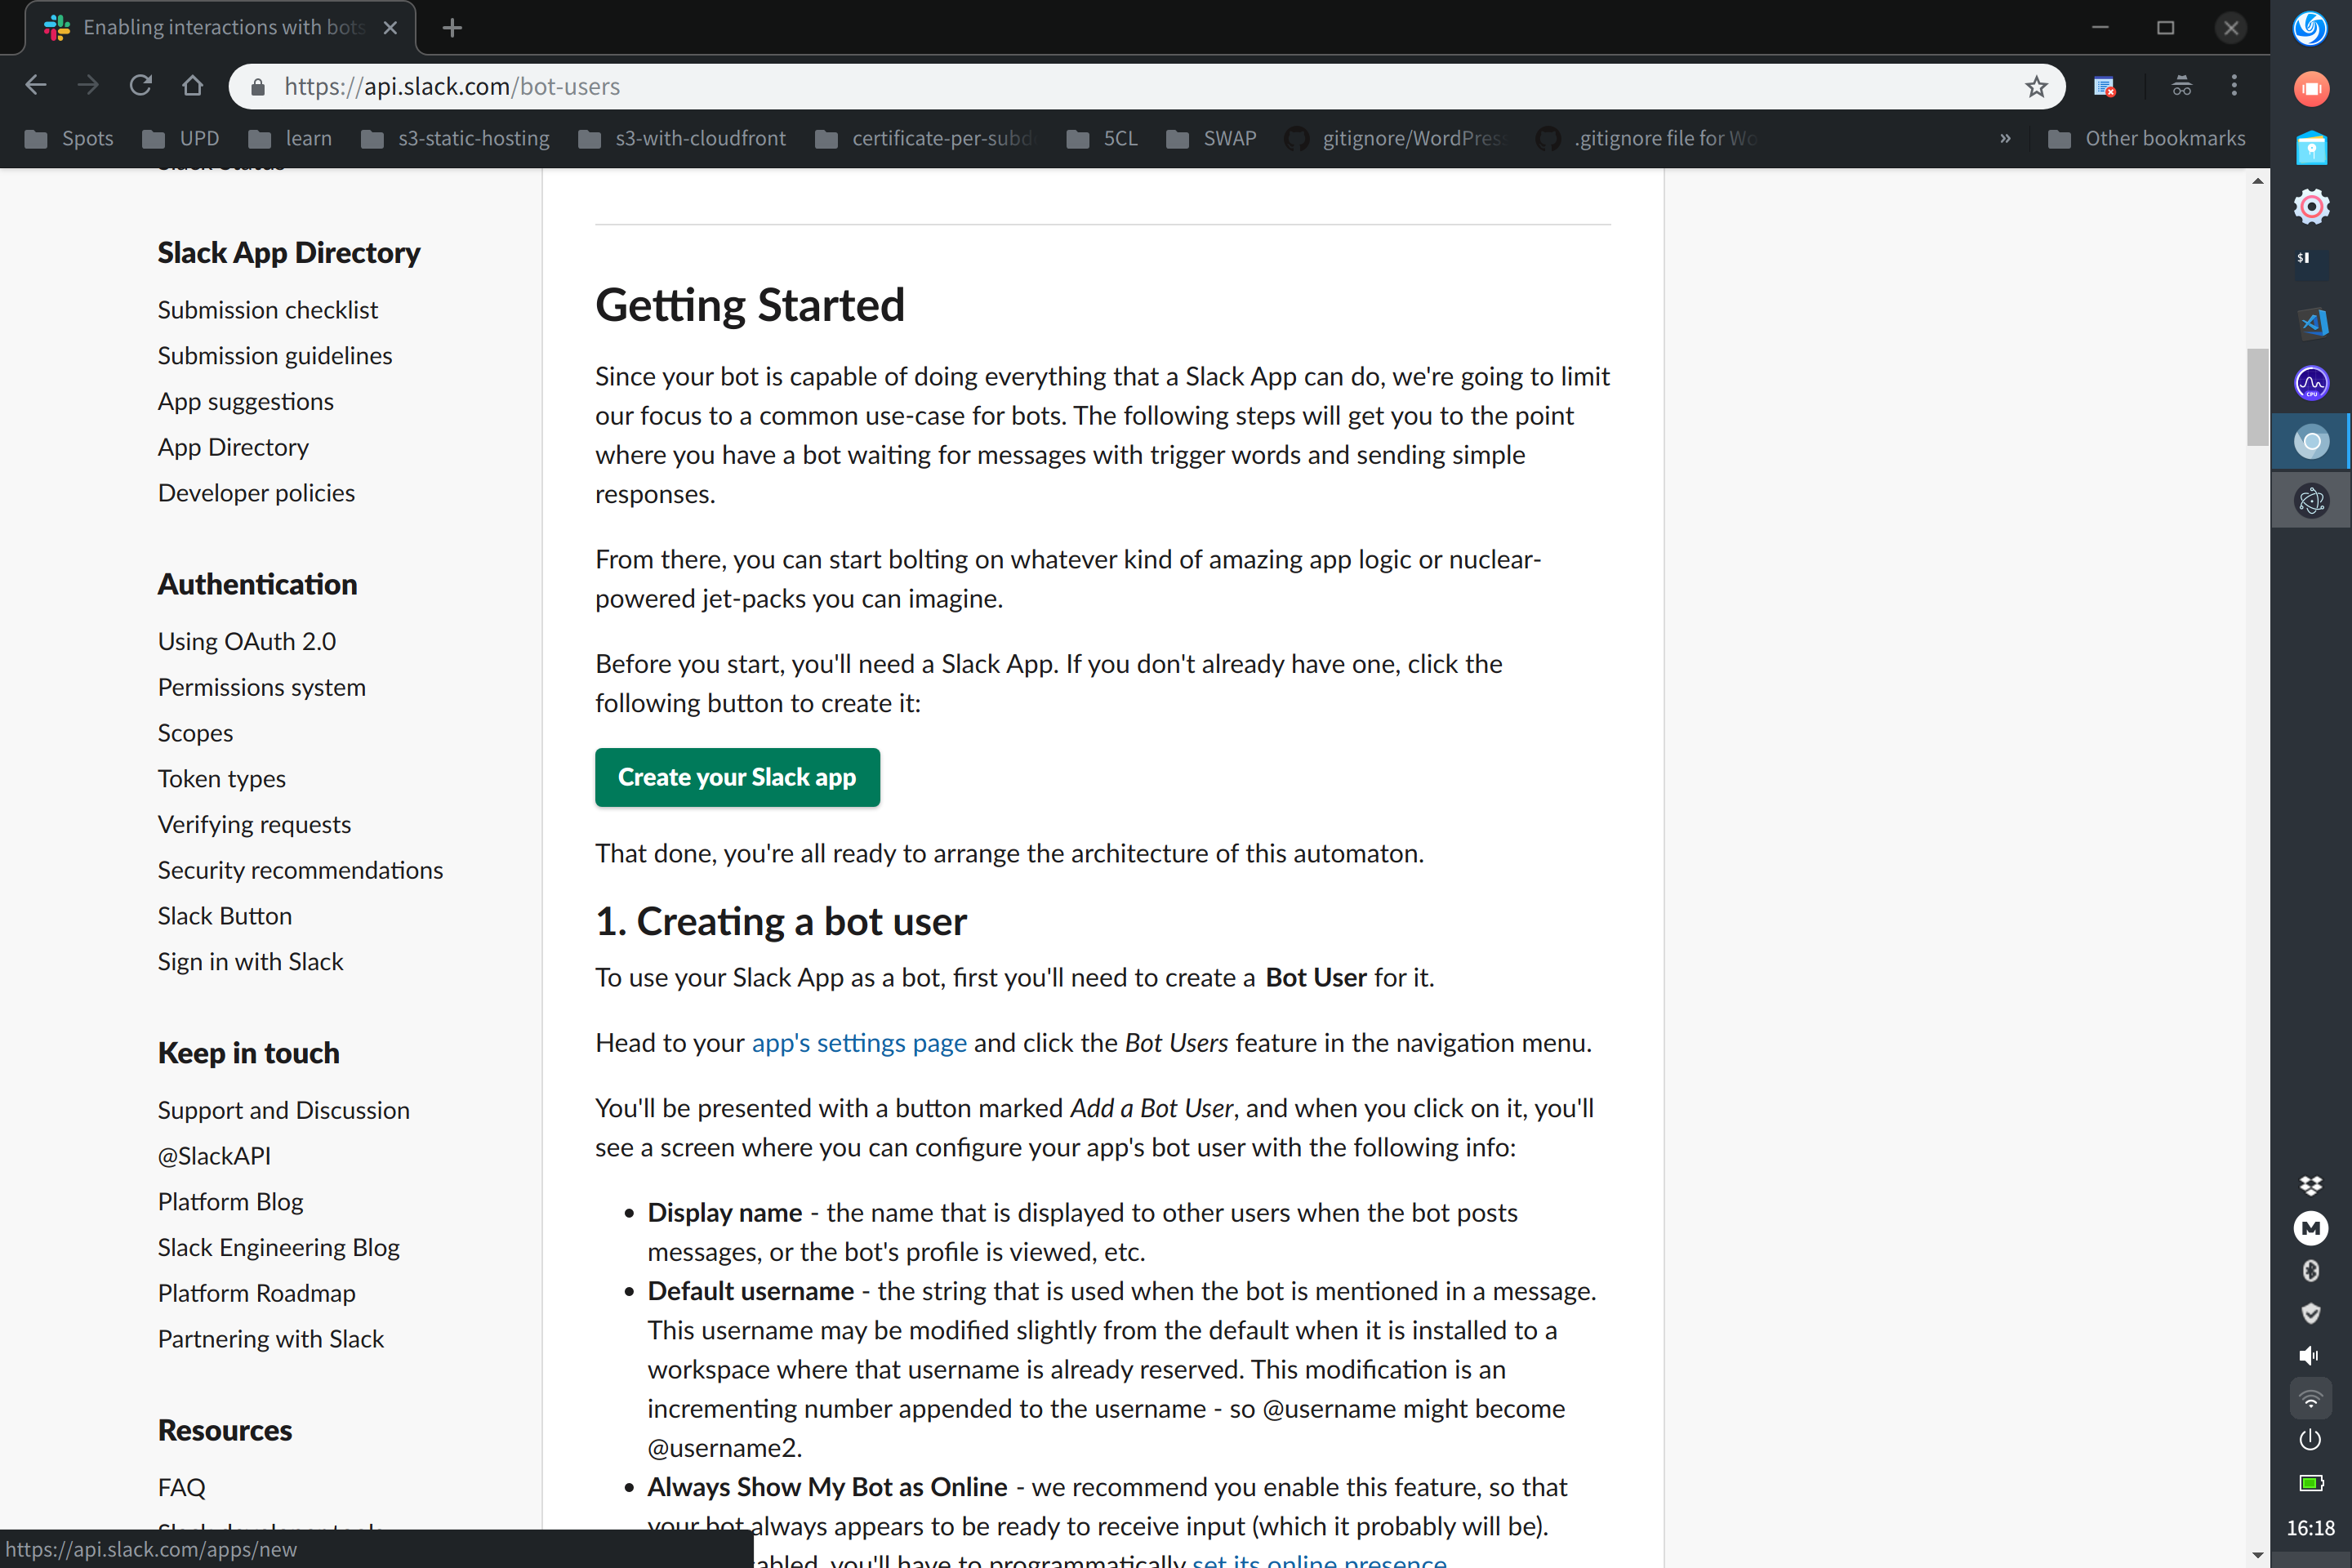 Enabling interactions with bots
https://api.slack.com/bot-users
Spots
UPD
learn
s3-static-hosting
s3-with-cloudfront
certificate-per-subd
5CL
SWAP
gitignore/WordPress
.gitignore file for Wo
»
Other bookmarks
Slack App Directory
Submission checklist
Submission guidelines
App suggestions
App Directory
Developer policies
Authentication
Using OAuth 2.0
Permissions system
Scopes
Token types
Verifying requests
Security recommendations
Slack Button
Sign in with Slack
Keep in touch
Support and Discussion
@SlackAPI
Platform Blog
Slack Engineering Blog
Platform Roadmap
Partnering with Slack
Resources
FAQ
Getting Started
Since your bot is capable of doing everything that a Slack App can do, we're going to limit
our focus to a common use-case for bots. The following steps will get you to the point
where you have a bot waiting for messages with trigger words and sending simple
responses.
From there, you can start bolting on whatever kind of amazing app logic or nuclear-
powered jet-packs you can imagine.
Before you start, you'll need a Slack App. If you don't already have one, click the
following button to create it:
Create your Slack app
That done, you're all ready to arrange the architecture of this automaton.
1. Creating a bot user
To use your Slack App as a bot, first you'll need to create a Bot User for it.
Head to your app's settings page and click the Bot Users feature in the navigation menu.
You'll be presented with a button marked Add a Bot User, and when you click on it, you'll
see a screen where you can configure your app's bot user with the following info:
• Display name - the name that is displayed to other users when the bot posts
messages, or the bot's profile is viewed, etc.
• Default username - the string that is used when the bot is mentioned in a message.
This username may be modified slightly from the default when it is installed to a
workspace where that username is already reserved. This modification is an
incrementing number appended to the username - so @username might become
@username2.
• Always Show My Bot as Online - we recommend you enable this feature, so that
your bot always appears to be ready to receive input (which it probably will be).
abled, you'll have to programmatically set its online presence
https://api.slack.com/apps/new
$
CPU
M
16:18